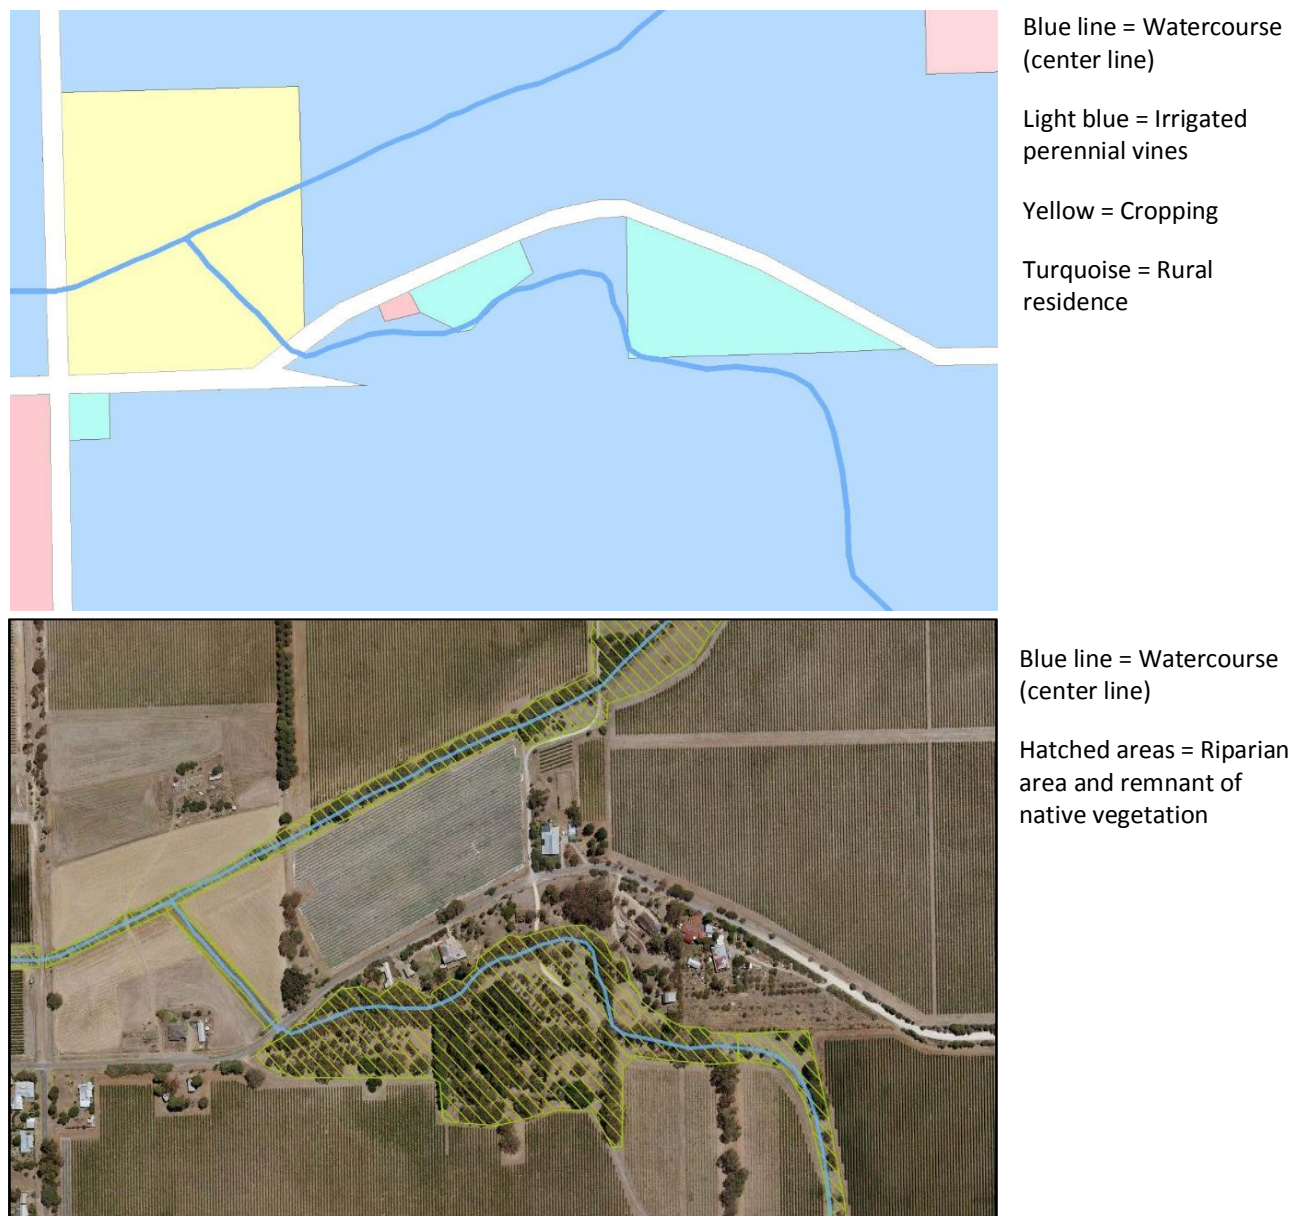 Blue line = Watercourse
(center line)
Light blue = Irrigated
perennial vines
Yellow = Cropping
Turquoise = Rural
residence
Blue line = Watercourse
(center line)
Hatched areas = Riparian
area and remnant of
native vegetation